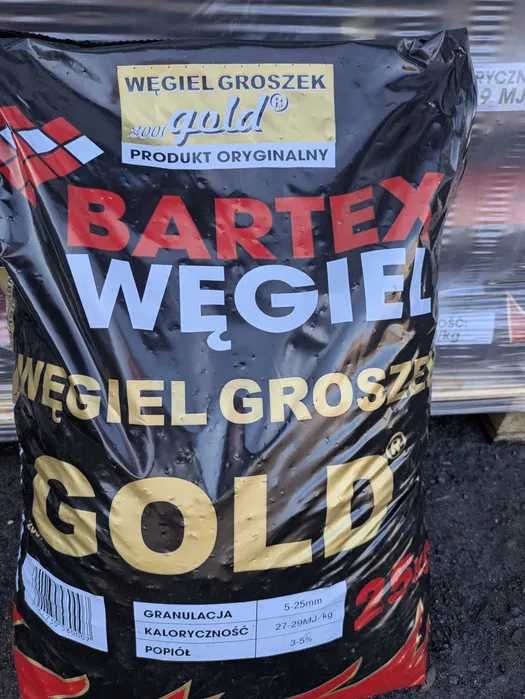 WĘGIEL GROSZEK
gold®
PRODUKT ORYGINALNY
BARTEX
WĘGIEL
WĘGIEL GROSZEK
GOLD®
25
GRANULACJA 5-25mm
KALORYCZNOŚĆ 27-29MJ/kg
POPIÓŁ 3-5%